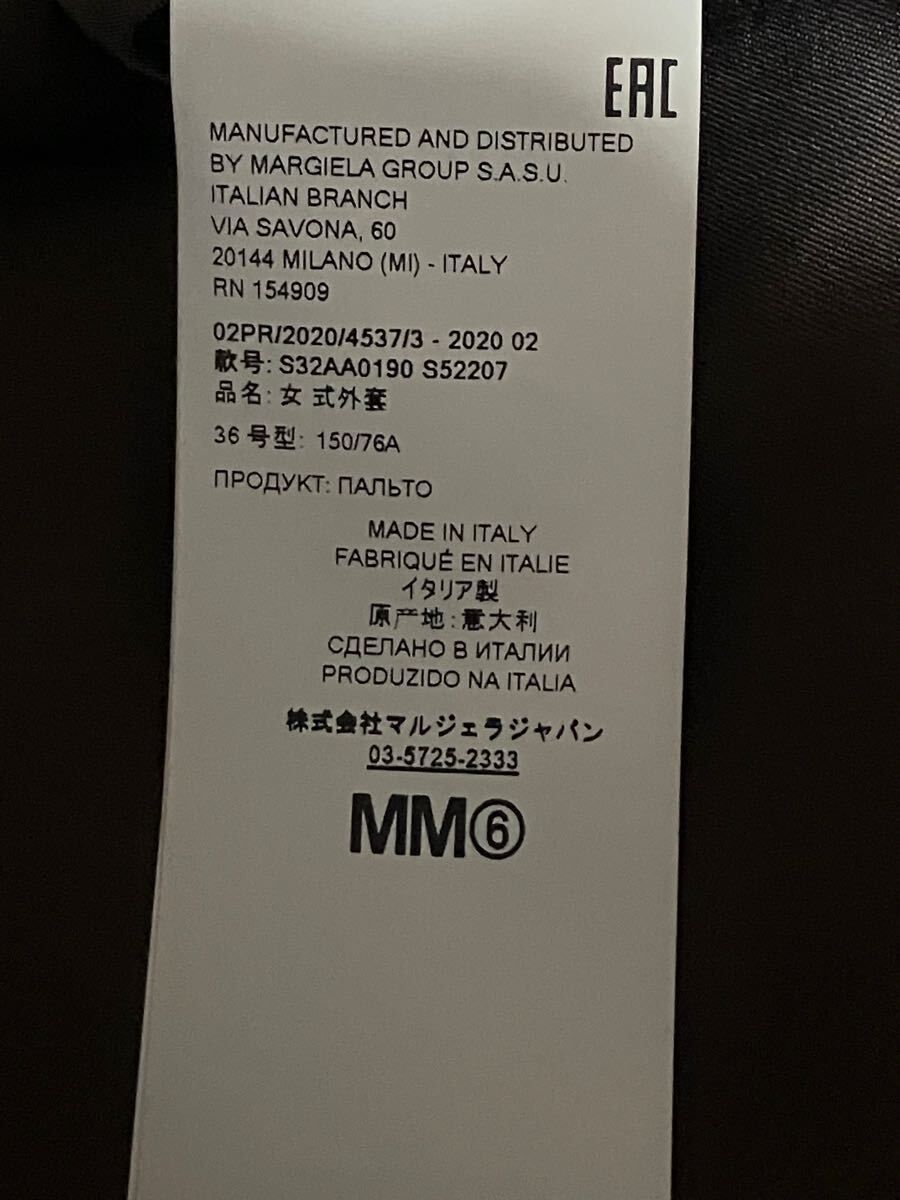 EAC
MANUFACTURED AND DISTRIBUTED
BY MARGIELA GROUP S.A.S.U.
ITALIAN BRANCH
VIA SAVONA, 60
20144 MILANO (MI) - ITALY
RN 154909
02PR/2020/4537/3 - 2020 02
款号: S32AA0190 S52207
品名: 女 式外套
36 号型: 150/76A
ПРОДУКТ: ПАЛЬТО
MADE IN ITALY
FABRIQUÉ EN ITALIE
イタリア製
原产地:意大利
СДЕЛАНО В ИТАЛИИ
PRODUZIDO NA ITALIA
株式会社マルジェラジャパン
03-5725-2333
MM⑥